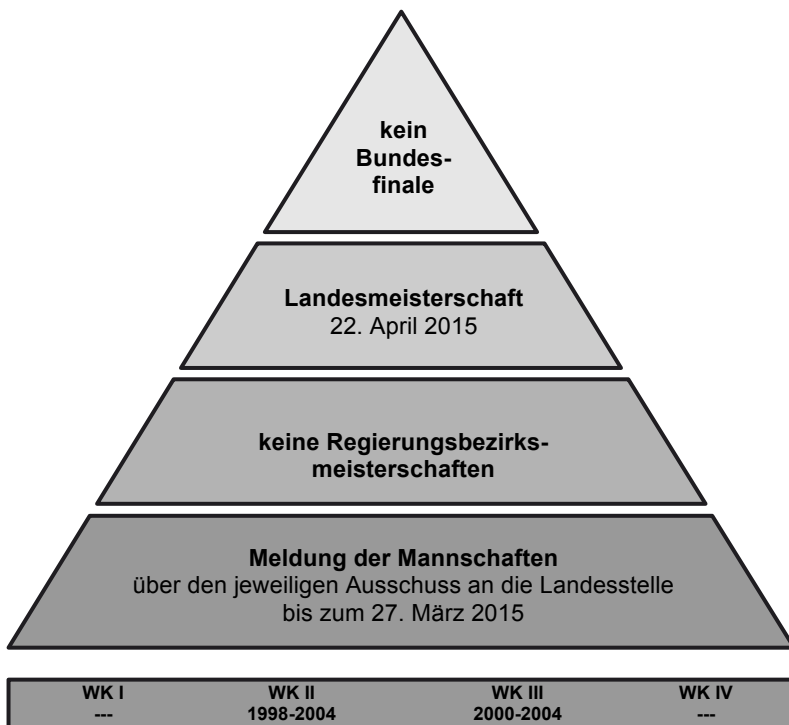 kein
Bundes-
finale
Landesmeisterschaft
22. April 2015
keine Regierungsbezirks-
meisterschaften
Meldung der Mannschaften
über den jeweiligen Ausschuss an die Landesstelle
bis zum 27. März 2015
WK I WK II WK III WK IV
--- 1998-2004 2000-2004 ---